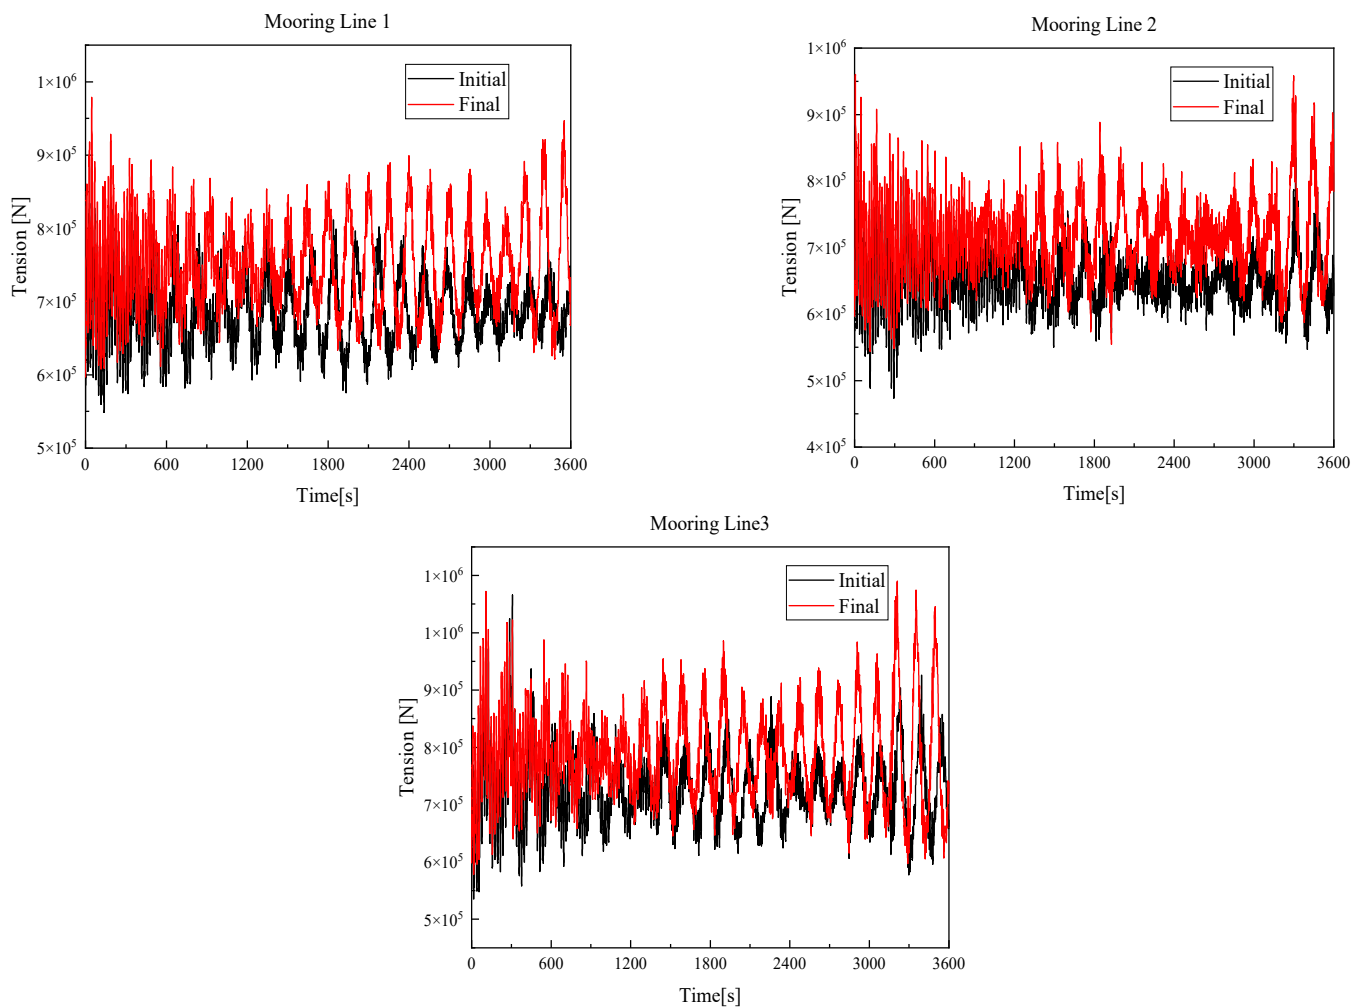 Mooring Line 1
Tension [N]
1×10⁶
9×10⁵
8×10⁵
7×10⁵
6×10⁵
5×10⁵
Initial
Final
0 600 1200 1800 2400 3000 3600
Time[s]
Mooring Line 2
Tension [N]
1×10⁶
9×10⁵
8×10⁵
7×10⁵
6×10⁵
5×10⁵
4×10⁵
Initial
Final
0 600 1200 1800 2400 3000 3600
Time[s]
Mooring Line3
Tension [N]
1×10⁶
1×10⁶
9×10⁵
8×10⁵
7×10⁵
6×10⁵
5×10⁵
Initial
Final
0 600 1200 1800 2400 3000 3600
Time[s]